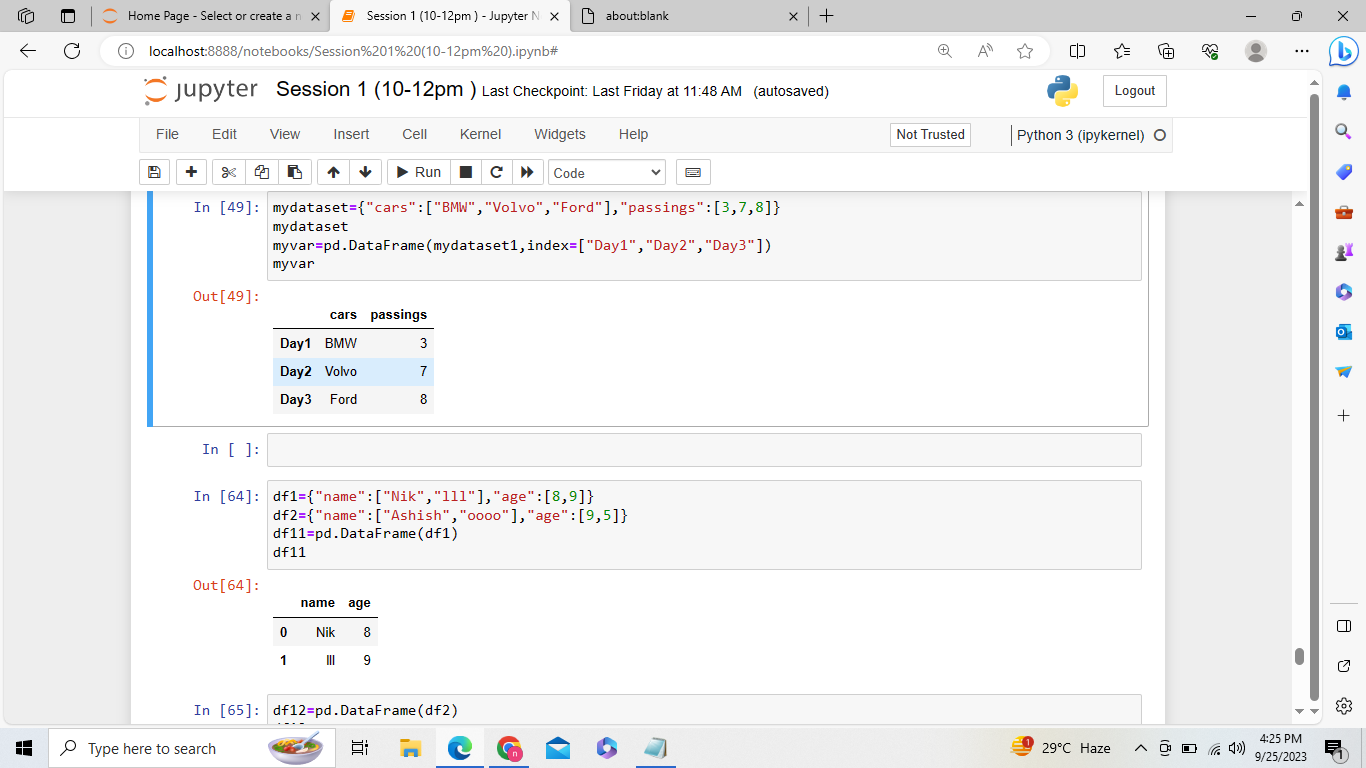 Home Page - Select or create a n
Session 1 (10-12pm ) - Jupyter N
about:blank
localhost:8888/notebooks/Session%201%20(10-12pm%20).ipynb#
jupyter Session 1 (10-12pm ) Last Checkpoint: Last Friday at 11:48 AM (autosaved)
Logout
File Edit View Insert Cell Kernel Widgets Help
Not Trusted
Python 3 (ipykernel)
Run
Code
In [49]: mydataset={"cars":["BMW","Volvo","Ford"],"passings":[3,7,8]}
mydataset
myvar=pd.DataFrame(mydataset1,index=["Day1","Day2","Day3"])
myvar
Out[49]:
cars passings
Day1 BMW 3
Day2 Volvo 7
Day3 Ford 8
In [ ]:
In [64]: df1={"name":["Nik","lll"],"age":[8,9]}
df2={"name":["Ashish","oooo"],"age":[9,5]}
df11=pd.DataFrame(df1)
df11
Out[64]:
name age
0 Nik 8
1 lll 9
In [65]: df12=pd.DataFrame(df2)
Type here to search
n
1
29°C Haze
4:25 PM
9/25/2023
1